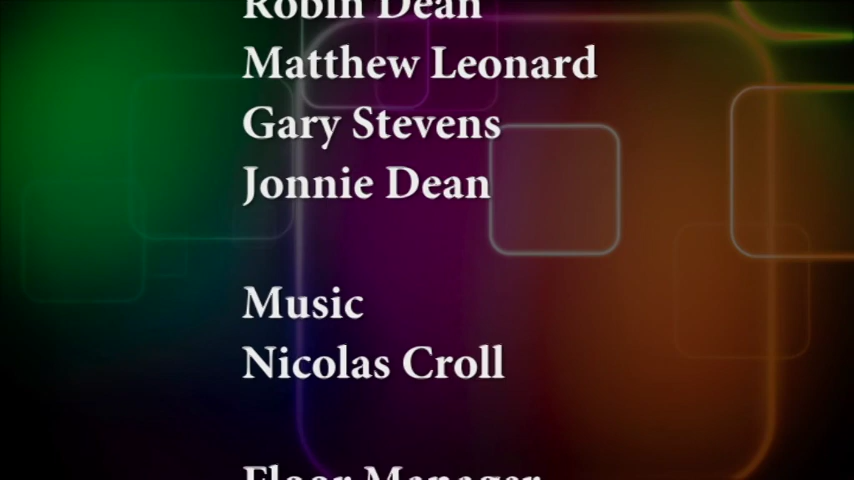 Robin Dean
Matthew Leonard
Gary Stevens
Jonnie Dean
Music
Nicolas Croll
Floor Manager